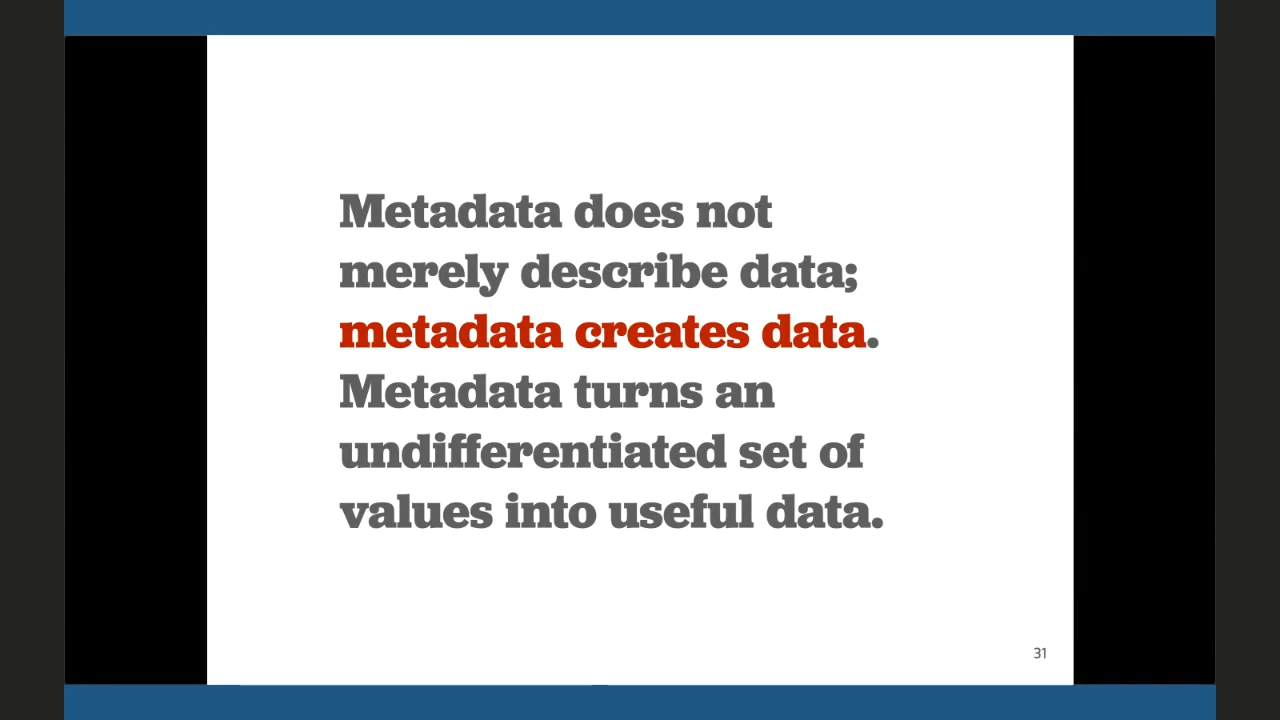 Metadata does not
merely describe data;
metadata creates data.
Metadata turns an
undifferentiated set of
values into useful data.
31